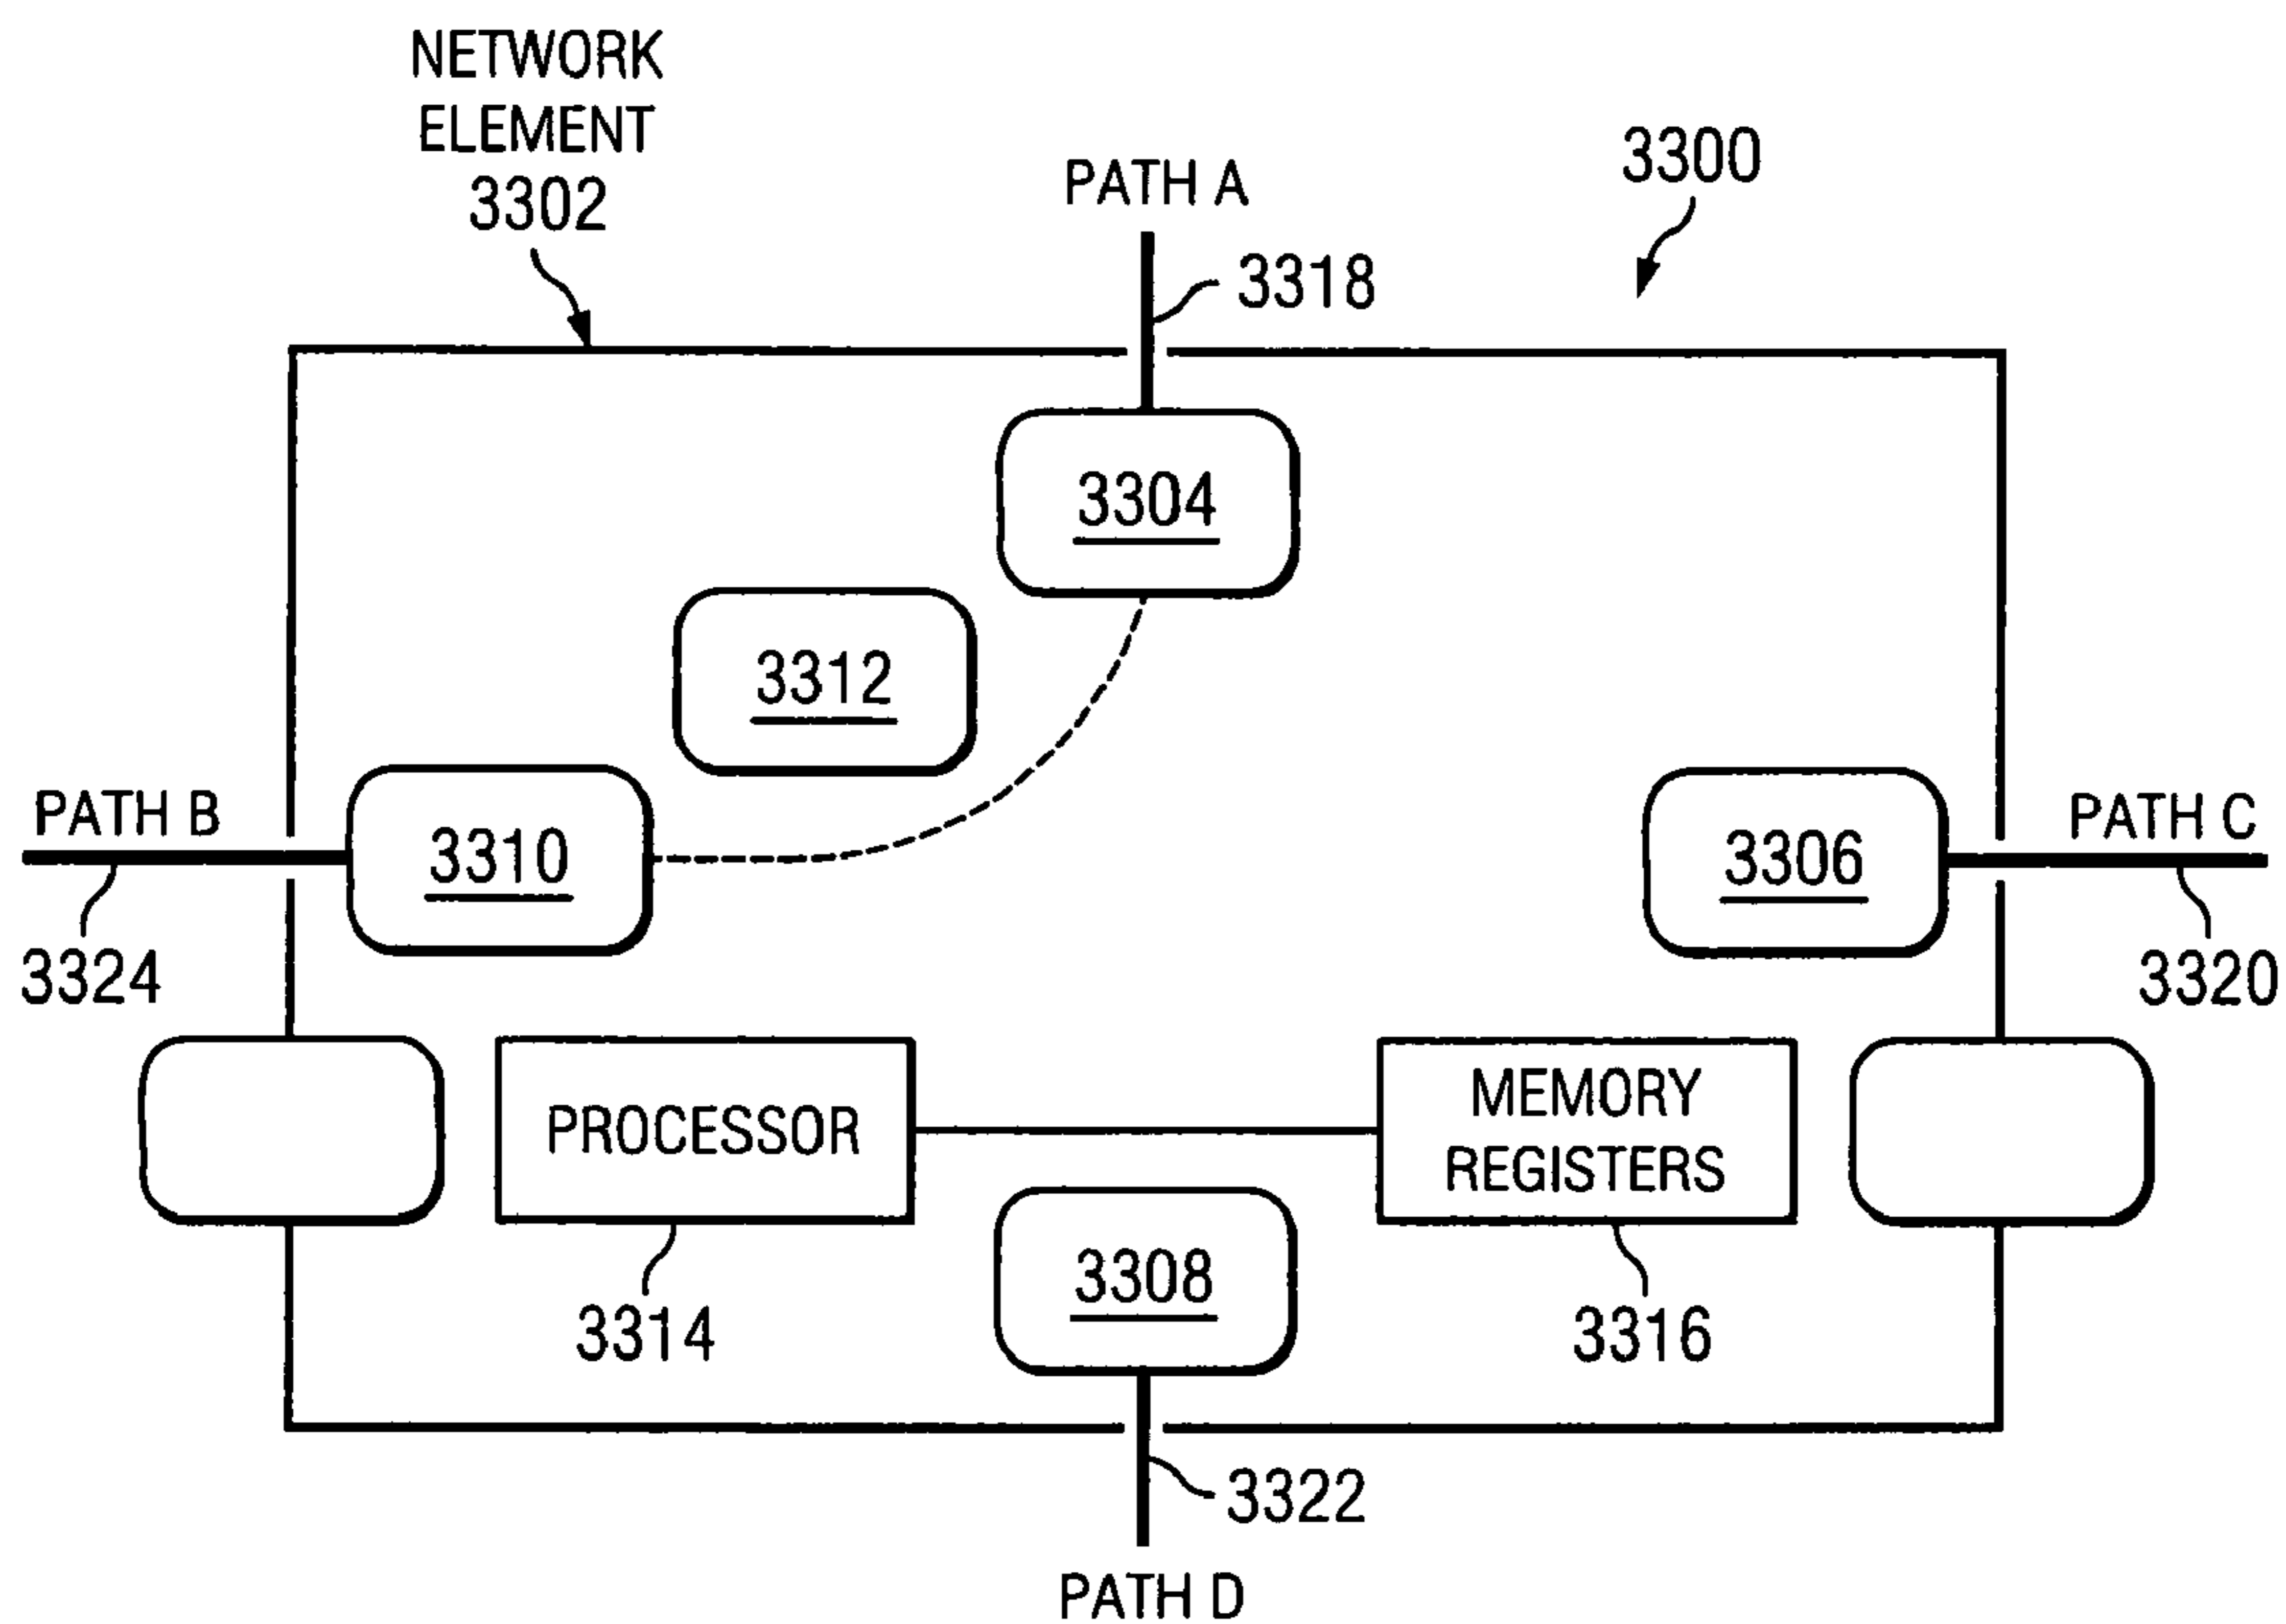 NETWORK
ELEMENT
3302
PATH A
3300
3318
3304
3312
PATH B
3310
3306
PATH C
3324
3320
PROCESSOR
MEMORY
REGISTERS
3308
3314
3316
3322
PATH D